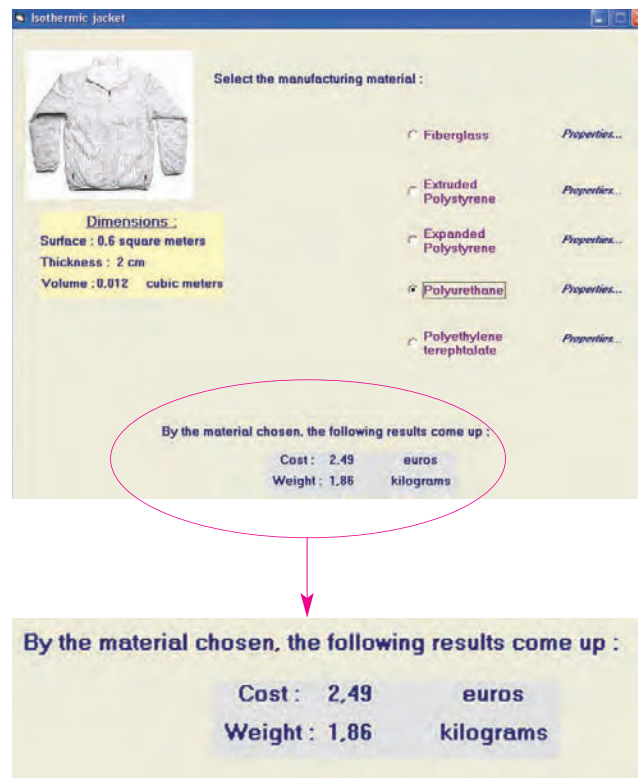 Isothermic jacket
Select the manufacturing material :
Fiberglass Properties...
Extruded
Polystyrene Properties...
Expanded
Polystyrene Properties...
Polyurethane Properties...
Polyethylene
terephtalate Properties...
Dimensions :
Surface : 0.6 square meters
Thickness : 2 cm
Volume : 0,012 cubic meters
By the material chosen, the following results come up :
Cost : 2,49 euros
Weight : 1,86 kilograms
By the material chosen, the following results come up :
Cost : 2,49 euros
Weight : 1,86 kilograms